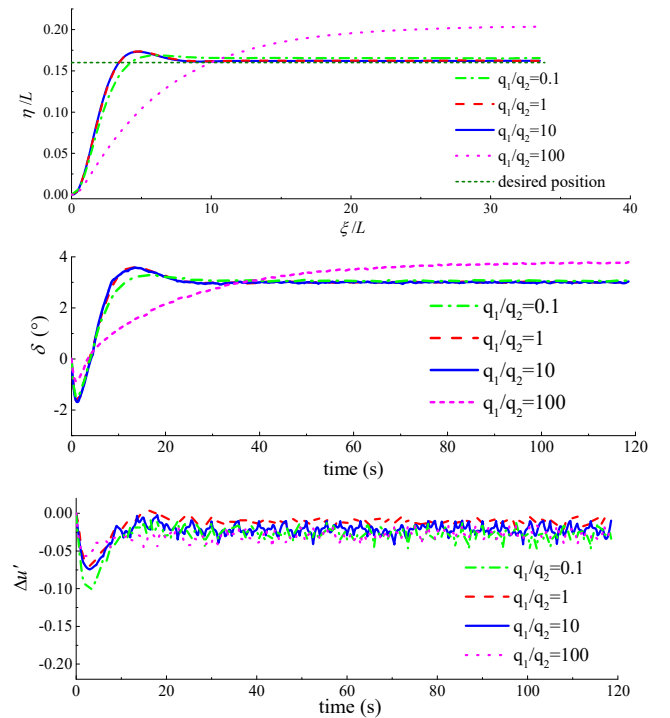 0.20
0.15
0.10
0.05
0.00
η/L
q₁/q₂=0.1
q₁/q₂=1
q₁/q₂=10
q₁/q₂=100
desired position
0 5 10 15 20 25 30 35 40
ξ/L
4
2
0
-2
δ (°)
q₁/q₂=0.1
q₁/q₂=1
q₁/q₂=10
q₁/q₂=100
0 20 40 60 80 100 120
time (s)
0.00
-0.05
-0.10
-0.15
-0.20
Δu′
q₁/q₂=0.1
q₁/q₂=1
q₁/q₂=10
q₁/q₂=100
0 20 40 60 80 100 120
time (s)